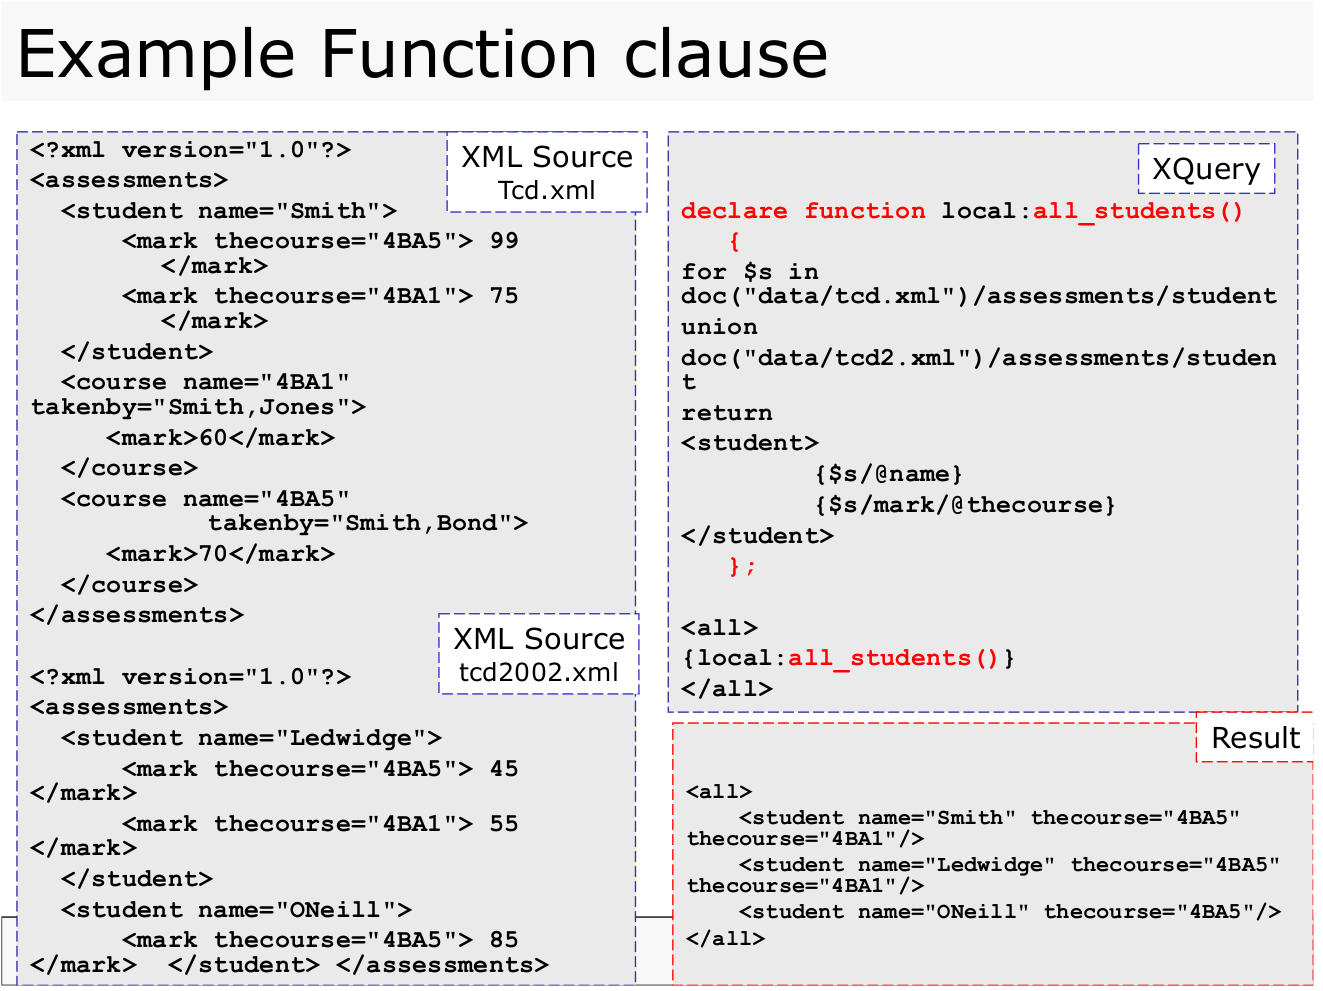 Example Function clause
XML Source
Tcd.xml
<?xml version="1.0"?>
<assessments>
<student name="Smith">
<mark thecourse="4BA5"> 99
</mark>
<mark thecourse="4BA1"> 75
</mark>
</student>
<course name="4BA1"
takenby="Smith,Jones">
<mark>60</mark>
</course>
<course name="4BA5"
takenby="Smith,Bond">
<mark>70</mark>
</course>
</assessments>
XML Source
tcd2002.xml
<?xml version="1.0"?>
<assessments>
<student name="Ledwidge">
<mark thecourse="4BA5"> 45
</mark>
<mark thecourse="4BA1"> 55
</mark>
</student>
<student name="ONeill">
<mark thecourse="4BA5"> 85
</mark>  </student> </assessments>
XQuery
declare function local:all_students()
{
for $s in
doc("data/tcd.xml")/assessments/student
union
doc("data/tcd2.xml")/assessments/studen
t
return
<student>
{$s/@name}
{$s/mark/@thecourse}
</student>
};
<all>
{local:all_students()}
</all>
Result
<all>
<student name="Smith" thecourse="4BA5"
thecourse="4BA1"/>
<student name="Ledwidge" thecourse="4BA5"
thecourse="4BA1"/>
<student name="ONeill" thecourse="4BA5"/>
</all>